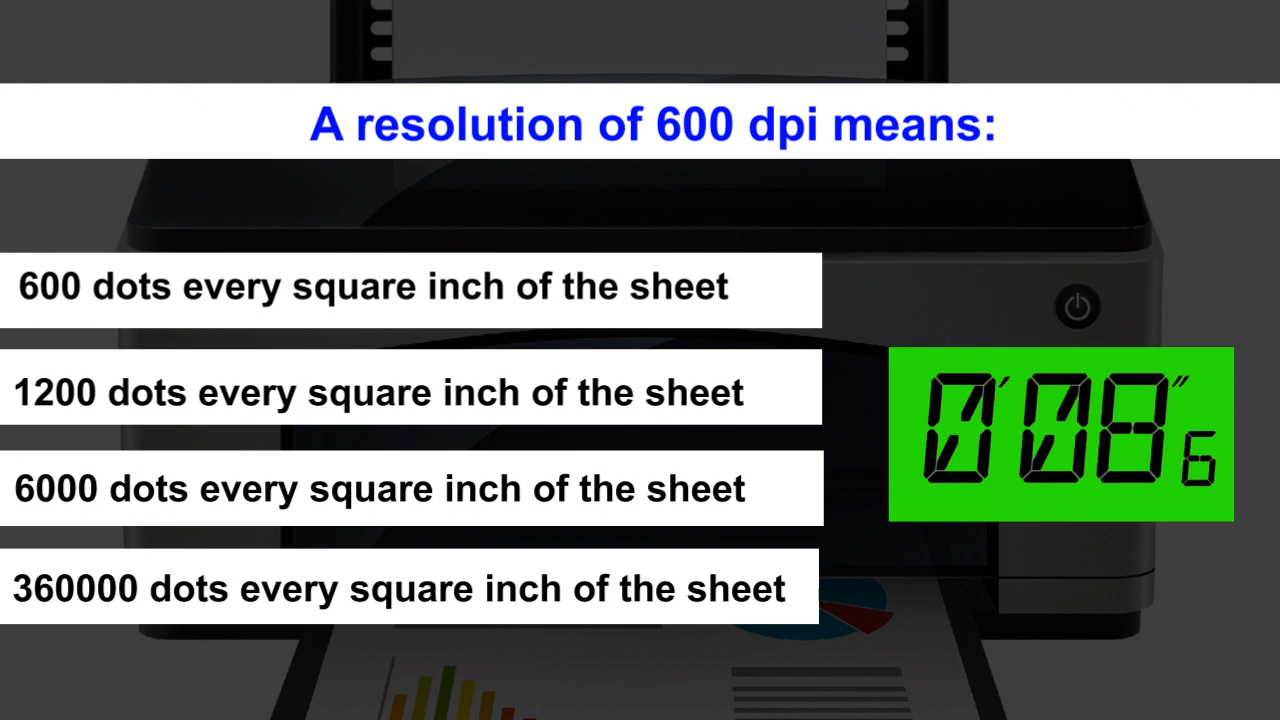 A resolution of 600 dpi means:
600 dots every square inch of the sheet
1200 dots every square inch of the sheet
6000 dots every square inch of the sheet
360000 dots every square inch of the sheet
0'08"6